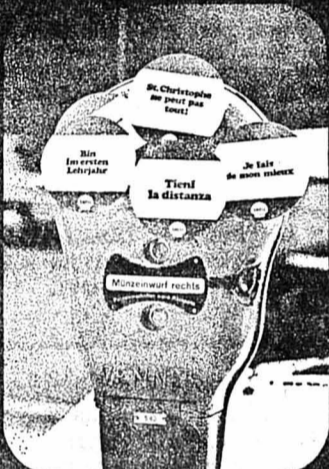 St. Christophe
ne peut pas
tout!
Bin
im ersten
Lehrjahr
Tieni
la distanza
Je fais
de mon mieux
Münzeinwurf rechts